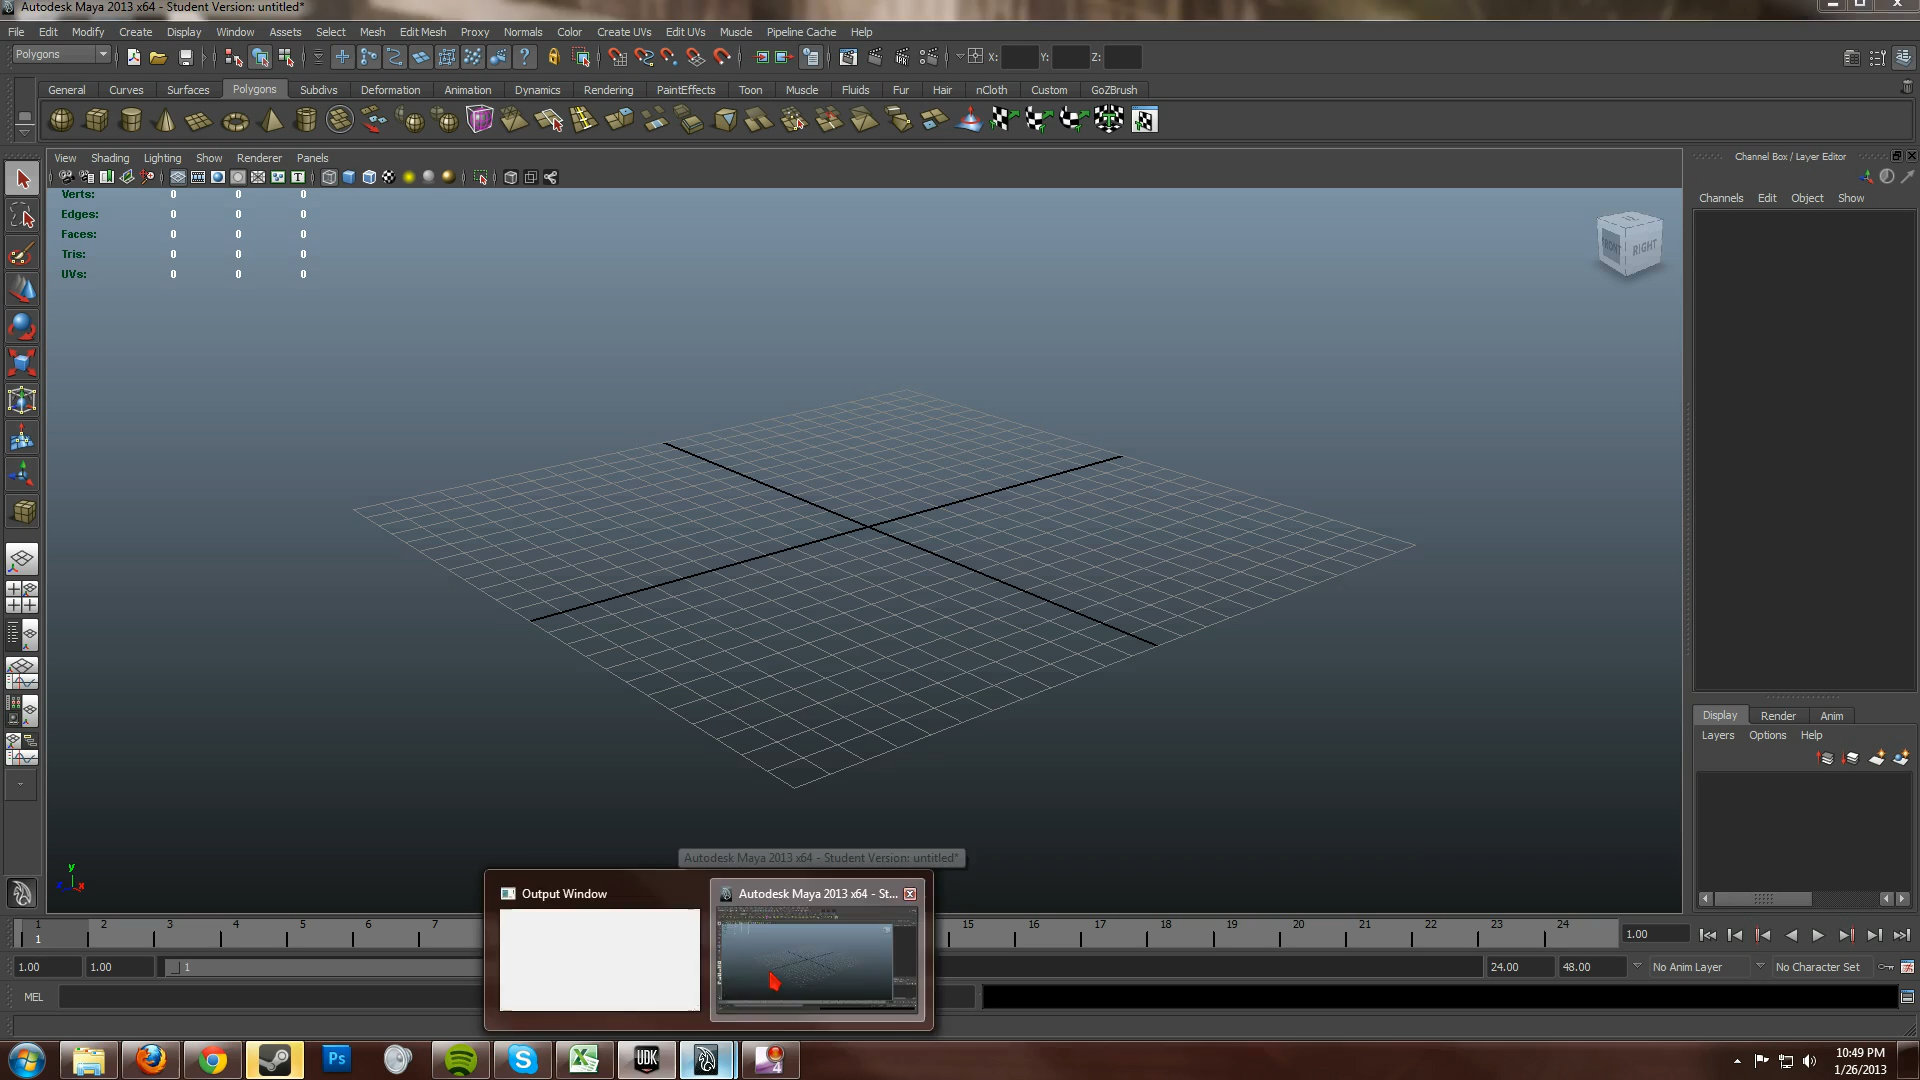 Autodesk Maya 2013 x64 - Student Version: untitled*
File Edit Modify Create Display Window Assets Select Mesh Edit Mesh Proxy Normals Color Create UVs Edit UVs Muscle Pipeline Cache Help
Polygons X: Y: Z:
General Curves Surfaces Polygons Subdivs Deformation Animation Dynamics Rendering PaintEffects Toon Muscle Fluids Fur Hair nCloth Custom GoZBrush
View Shading Lighting Show Renderer Panels
Channel Box / Layer Editor
Channels Edit Object Show
Verts: 0 0 0
Edges: 0 0 0
Faces: 0 0 0
Tris: 0 0 0
UVs: 0 0 0
FRONT RIGHT
Display Render Anim
Layers Options Help
y
x
Autodesk Maya 2013 x64 - Student Version: untitled*
Output Window
Autodesk Maya 2013 x64 - St...
1 2 3 4 5 6 7 15 16 17 18 19 20 21 22 23 24
1
1.00
1.00 1.00 1 24.00 48.00 No Anim Layer No Character Set
MEL
Ps UDK 4
10:49 PM
1/26/2013